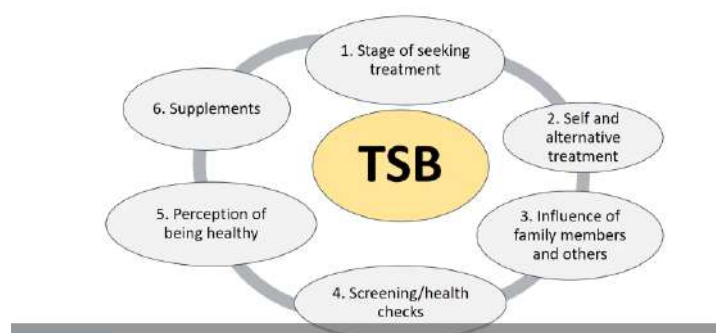 1. Stage of seeking
treatment
2. Self and
alternative
treatment
3. Influence of
family members
and others
4. Screening/health
checks
5. Perception of
being healthy
6. Supplements
TSB